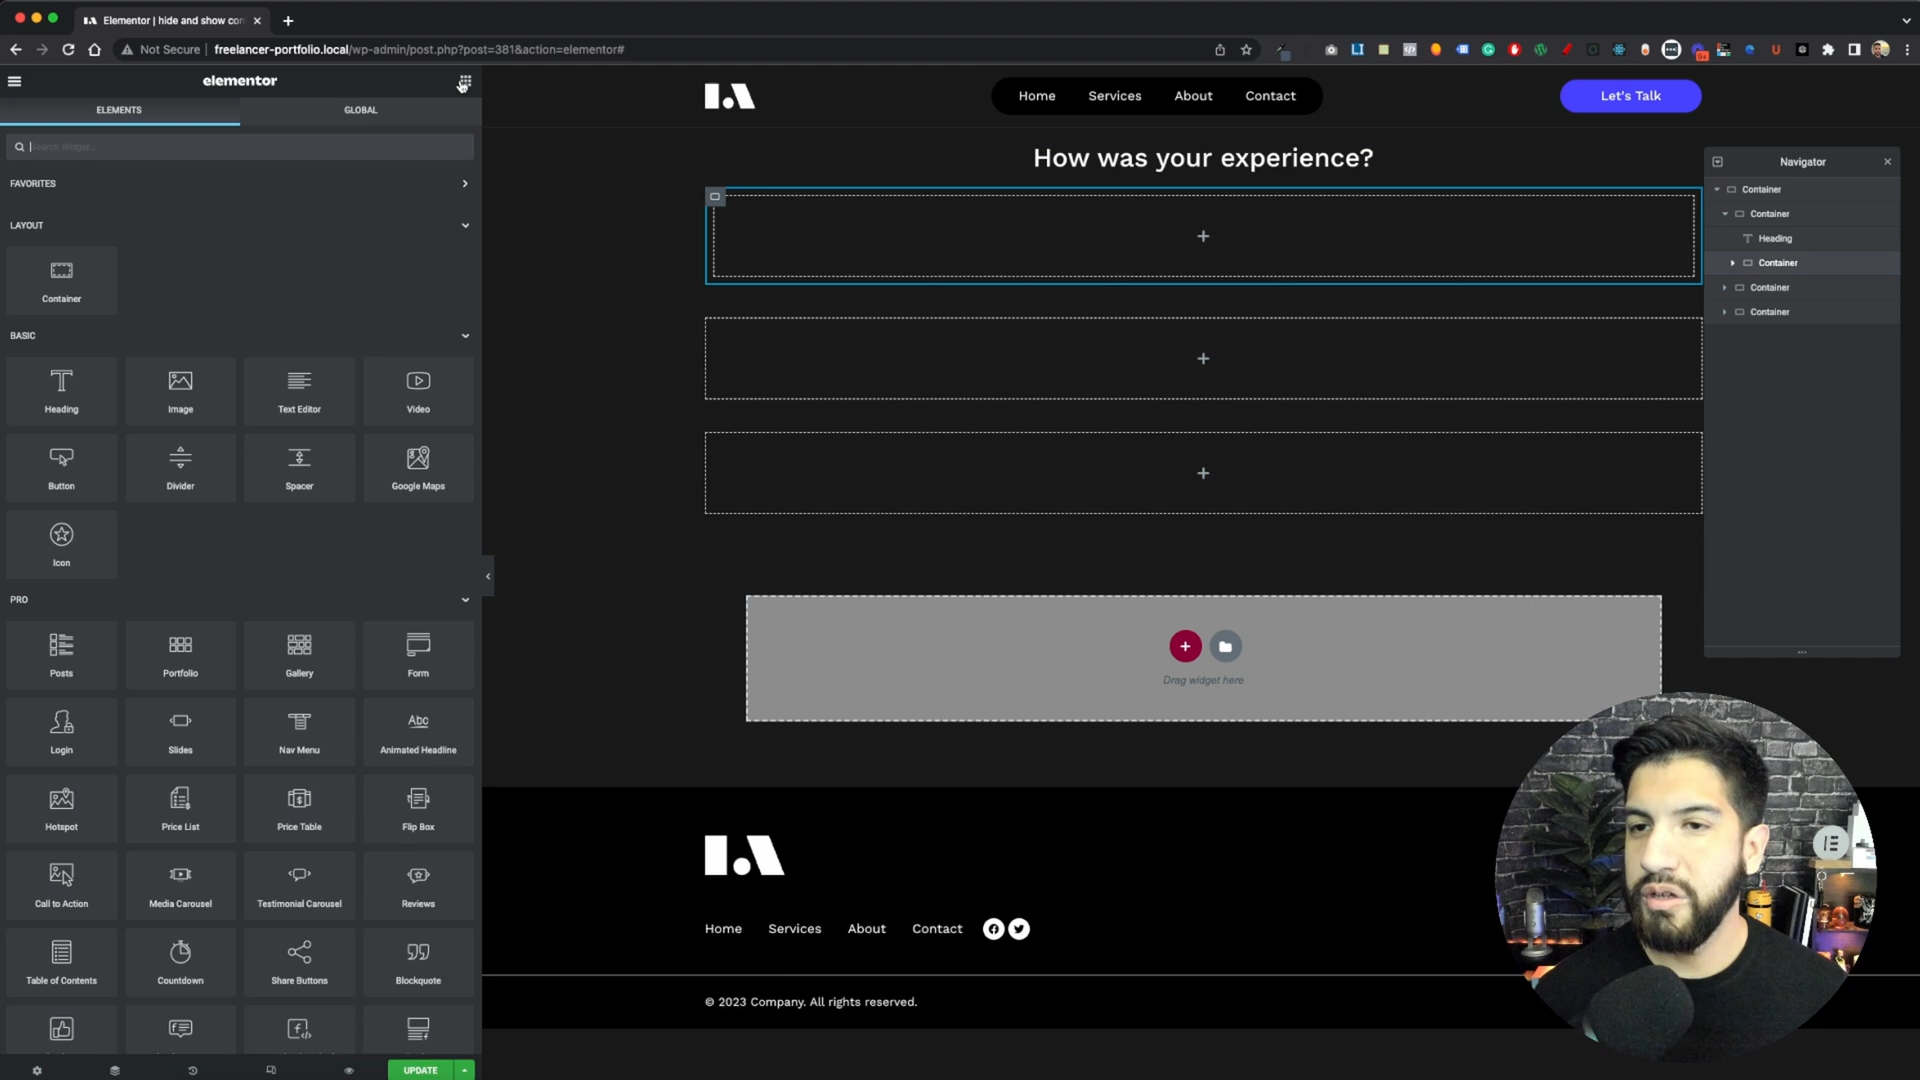 Elementor | hide and show con
Not Secure | freelancer-portfolio.local/wp-admin/post.php?post=381&action=elementor#
elementor
ELEMENTS
GLOBAL
Search Widget...
FAVORITES
LAYOUT
Container
BASIC
Heading
Image
Text Editor
Video
Button
Divider
Spacer
Google Maps
Icon
PRO
Posts
Portfolio
Gallery
Form
Login
Slides
Nav Menu
Abc
Animated Headline
Hotspot
Price List
Price Table
Flip Box
Call to Action
Media Carousel
Testimonial Carousel
Reviews
Table of Contents
Countdown
Share Buttons
Blockquote
UPDATE
Home
Services
About
Contact
Let's Talk
How was your experience?
Navigator
Container
Container
Heading
Container
Container
Container
Drag widget here
Home
Services
About
Contact
© 2023 Company. All rights reserved.